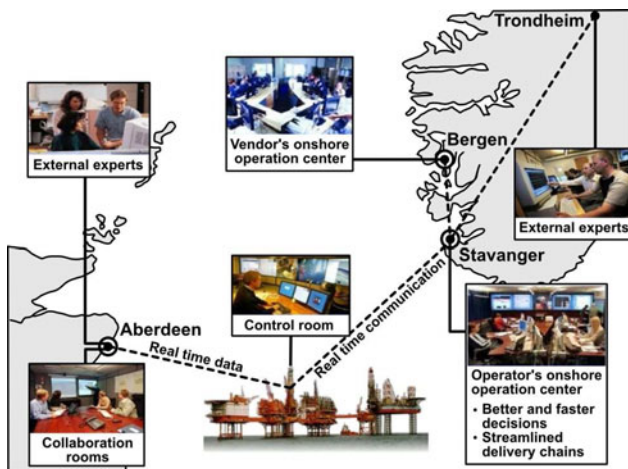 Trondheim
External experts
Vendor's onshore
operation center
Bergen
External experts
Stavanger
Aberdeen
Real time data
Control room
Real time communication
Collaboration
rooms
Operator's onshore
operation center
• Better and faster
decisions
• Streamlined
delivery chains